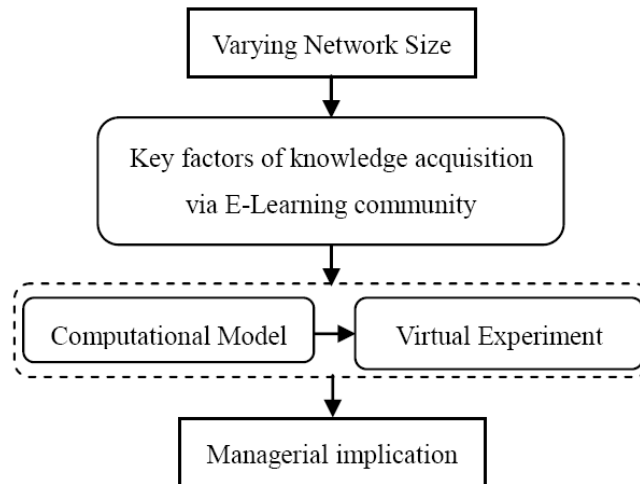 Varying Network Size
Key factors of knowledge acquisition
via E-Learning community
Computational Model
Virtual Experiment
Managerial implication